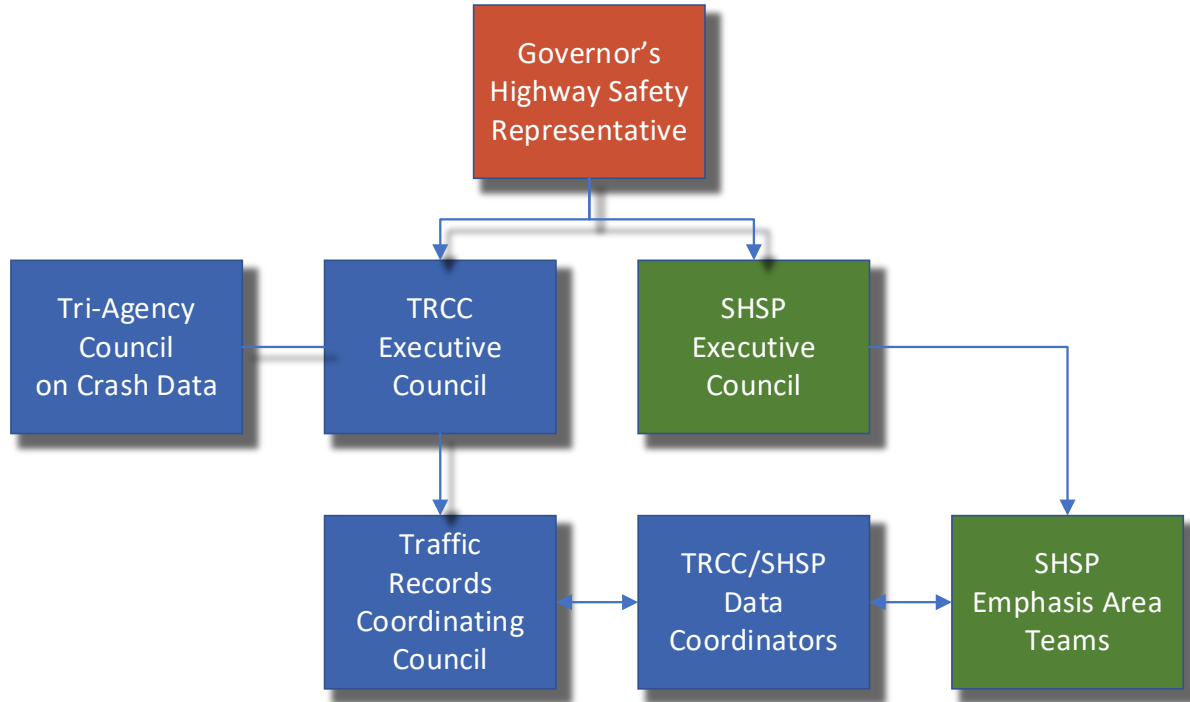 Governor’s
Highway Safety
Representative
Tri-Agency
Council
on Crash Data
TRCC
Executive
Council
SHSP
Executive
Council
Traffic
Records
Coordinating
Council
TRCC/SHSP
Data
Coordinators
SHSP
Emphasis Area
Teams